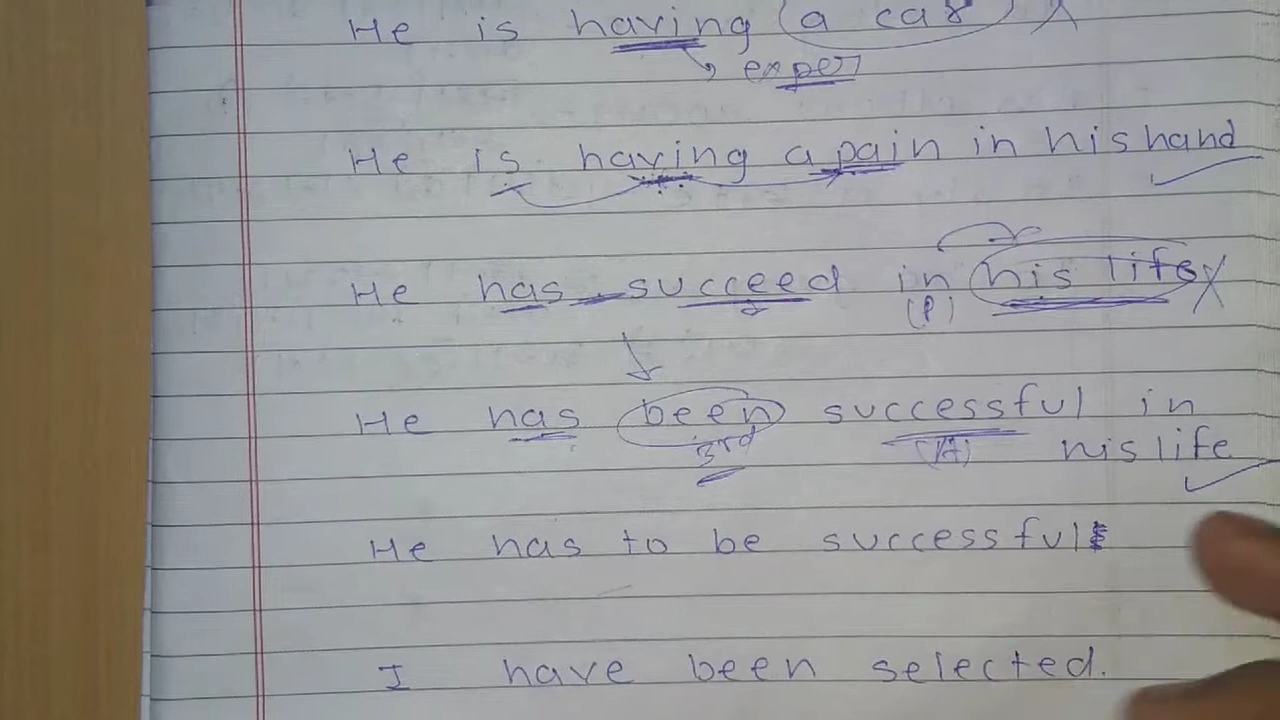 He is having (a car) X
exper
He is having a pain in his hand
He has succeed in his life X
(P)
He has been successful in
3rd (A) his life
He has to be successful
I have been selected.